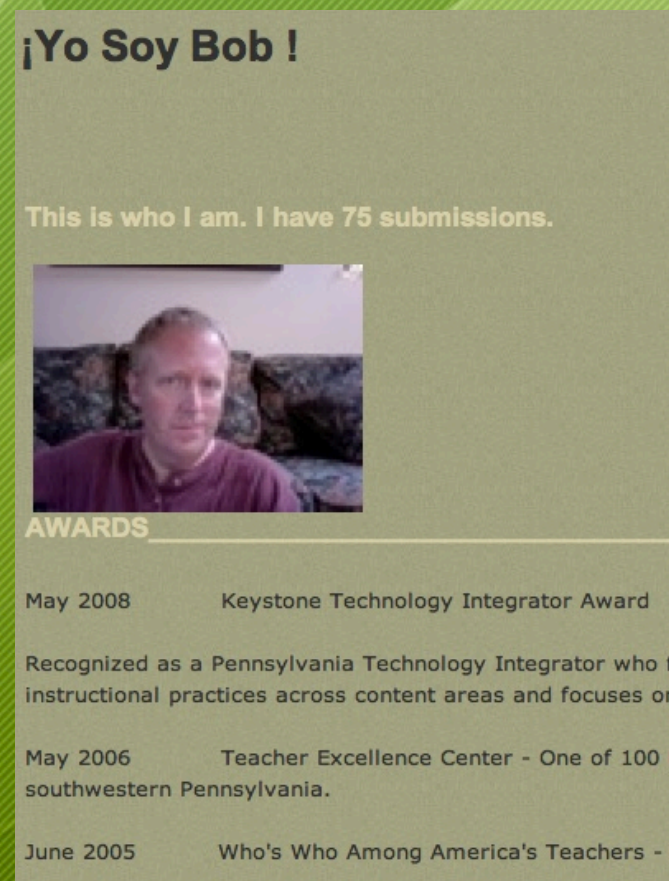 ¡Yo Soy Bob !
This is who I am. I have 75 submissions.
AWARDS
May 2008 Keystone Technology Integrator Award
Recognized as a Pennsylvania Technology Integrator who
instructional practices across content areas and focuses
May 2006 Teacher Excellence Center - One of 100
southwestern Pennsylvania.
June 2005 Who's Who Among America's Teachers -